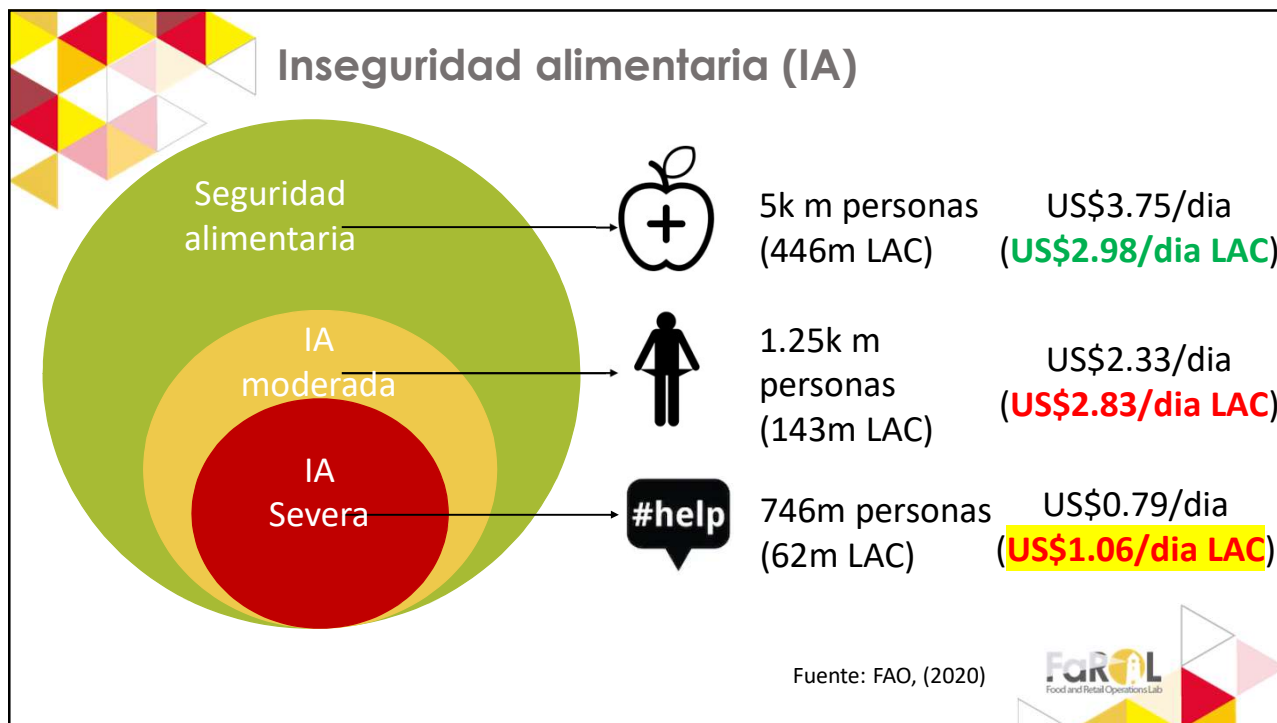 Inseguridad alimentaria (IA)
Seguridad
alimentaria
5k m personas
(446m LAC)
US$3.75/dia
(US$2.98/dia LAC)
IA
moderada
1.25k m
personas
(143m LAC)
US$2.33/dia
(US$2.83/dia LAC)
IA
Severa
#help
746m personas
(62m LAC)
US$0.79/dia
(US$1.06/dia LAC)
Fuente: FAO, (2020)
FaROL
Food and Retail Operations Lab